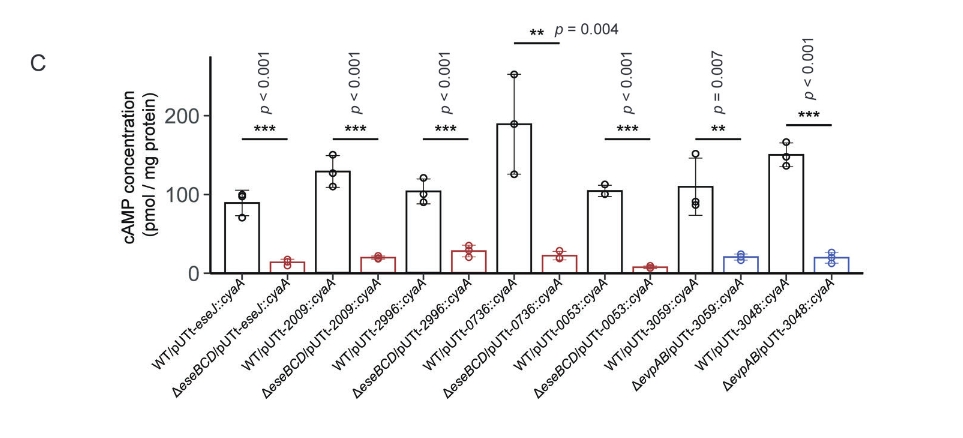 C
** p = 0.004
p < 0.001
p < 0.001
p < 0.001
p < 0.001
p = 0.007
p < 0.001
***
***
***
***
**
***
cAMP concentration
(pmol / mg protein)
200
100
0
WT/pUTt-eseJ::cyaA
ΔeseBCD/pUTt-eseJ::cyaA
WT/pUTt-2009::cyaA
ΔeseBCD/pUTt-2009::cyaA
WT/pUTt-2996::cyaA
ΔeseBCD/pUTt-2996::cyaA
WT/pUTt-0736::cyaA
ΔeseBCD/pUTt-0736::cyaA
WT/pUTt-0053::cyaA
ΔeseBCD/pUTt-0053::cyaA
WT/pUTt-3059::cyaA
ΔevpAB/pUTt-3059::cyaA
WT/pUTt-3048::cyaA
ΔevpAB/pUTt-3048::cyaA